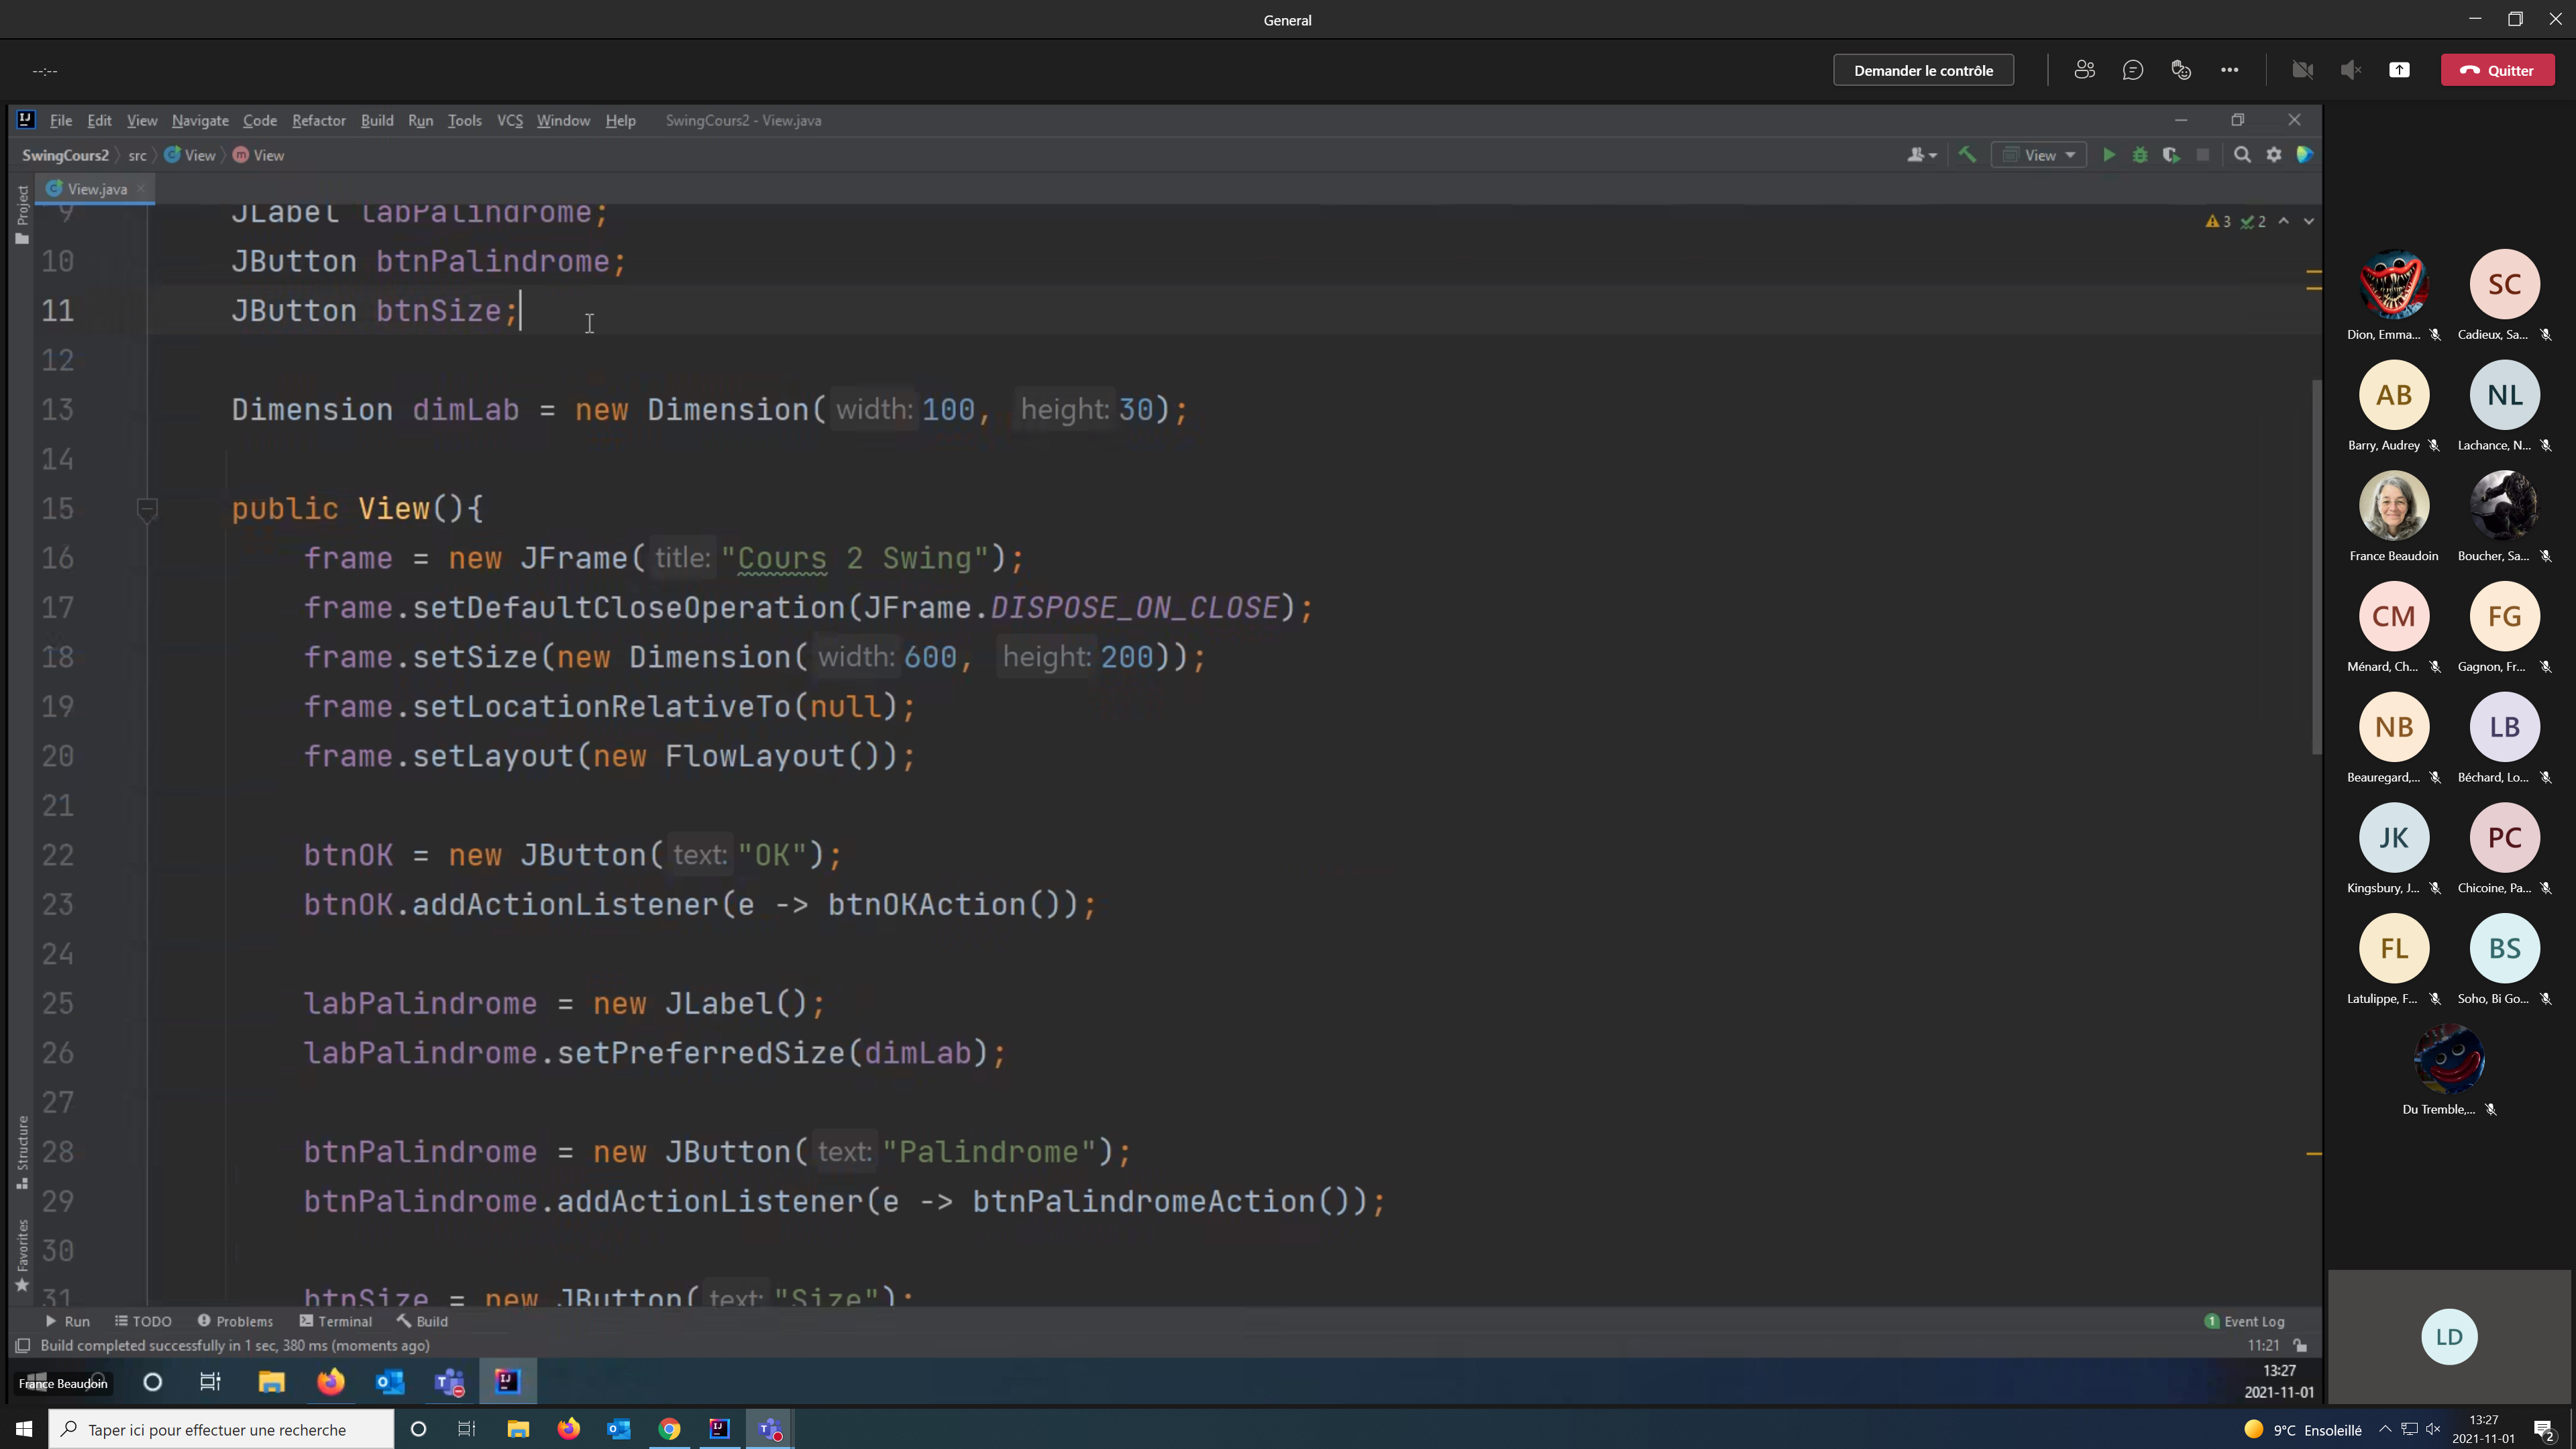 General
--:--
Demander le contrôle
Quitter
File Edit View Navigate Code Refactor Build Run Tools VCS Window Help SwingCours2 - View.java
SwingCours2 src View View
View
Project
View.java
3 2
9 JLabel labPalindrome;
10 JButton btnPalindrome;
11 JButton btnSize;
12
13 Dimension dimLab = new Dimension( width: 100, height: 30);
14
15 public View(){
16 frame = new JFrame( title: "Cours 2 Swing");
17 frame.setDefaultCloseOperation(JFrame.DISPOSE_ON_CLOSE);
18 frame.setSize(new Dimension( width: 600, height: 200));
19 frame.setLocationRelativeTo(null);
20 frame.setLayout(new FlowLayout());
21
22 btnOK = new JButton( text: "OK");
23 btnOK.addActionListener(e -> btnOKAction());
24
25 labPalindrome = new JLabel();
26 labPalindrome.setPreferredSize(dimLab);
27
28 btnPalindrome = new JButton( text: "Palindrome");
29 btnPalindrome.addActionListener(e -> btnPalindromeAction());
30
31 btnSize = new JButton( text: "Size");
Structure
Favorites
Run TODO Problems Terminal Build
1 Event Log
Build completed successfully in 1 sec, 380 ms (moments ago)
11:21
France Beaudoin
13:27
2021-11-01
SC
Dion, Emma... Cadieux, Sa...
AB NL
Barry, Audrey Lachance, N...
France Beaudoin Boucher, Sa...
CM FG
Ménard, Ch... Gagnon, Fr...
NB LB
Beauregard,... Béchard, Lo...
JK PC
Kingsbury, J... Chicoine, Pa...
FL BS
Latulippe, F... Soho, Bi Go...
Du Tremble,...
LD
Taper ici pour effectuer une recherche
9°C Ensoleillé
13:27
2021-11-01
2